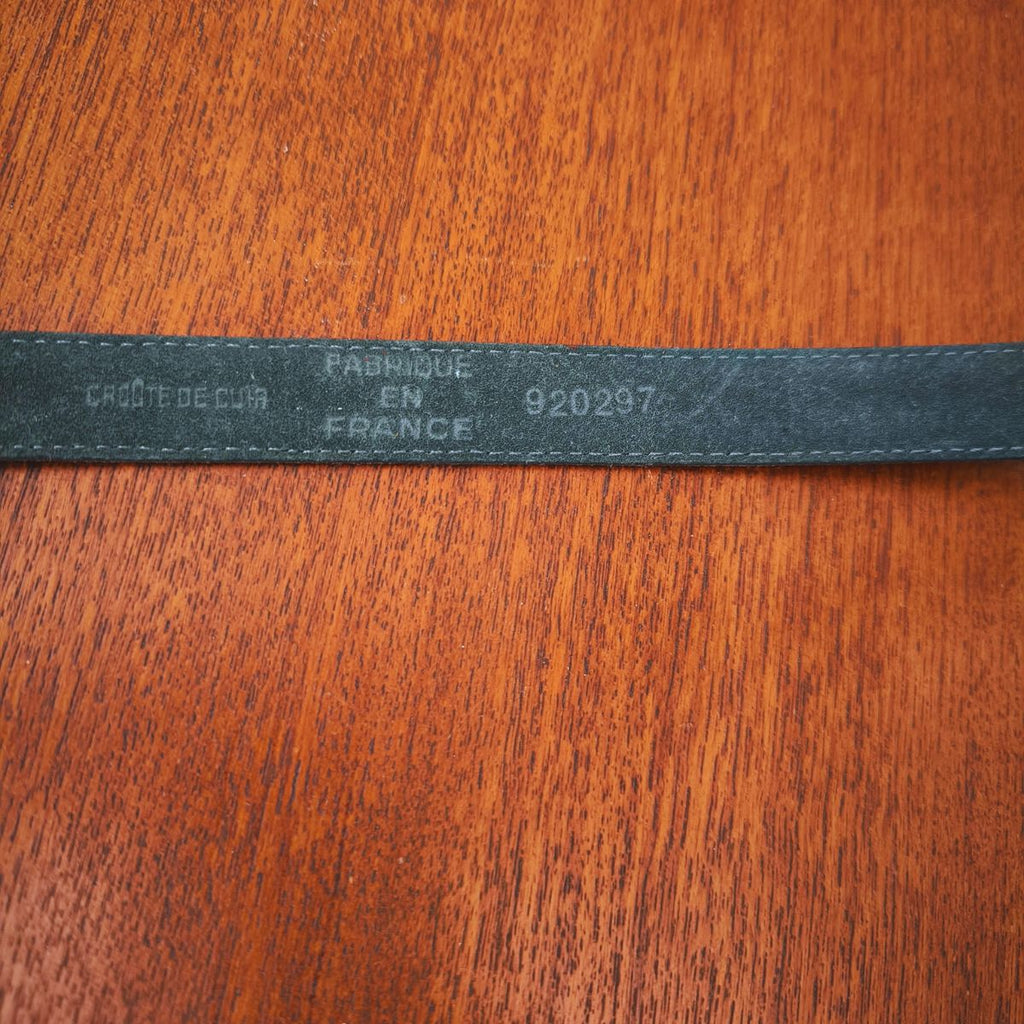 CROÛTE DE CUIR
FABRIQUE
EN
FRANCE
920297